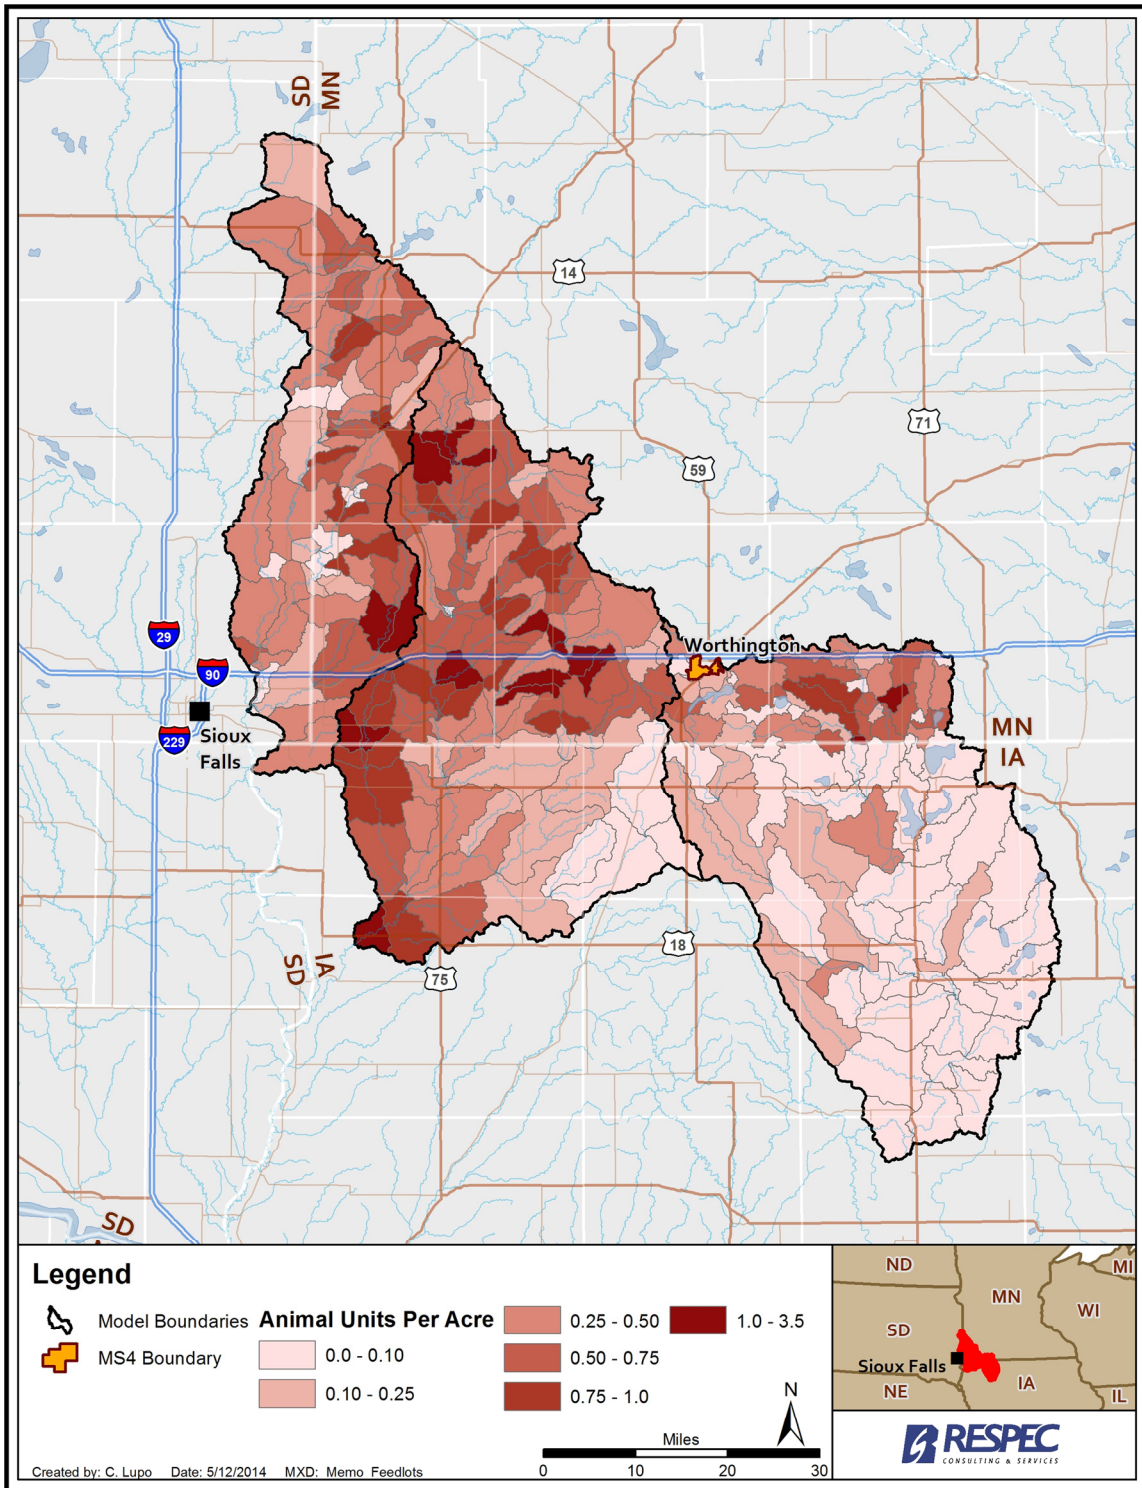 SD
MN
14
71
59
Worthington
29
90
229
Sioux
Falls
MN
IA
18
75
SD
IA
SD
Legend
Model Boundaries
MS4 Boundary
Animal Units Per Acre
0.0 - 0.10
0.10 - 0.25
0.25 - 0.50
0.50 - 0.75
0.75 - 1.0
1.0 - 3.5
N
Miles
0 10 20 30
Created by: C. Lupo Date: 5/12/2014 MXD: Memo_Feedlots
ND
MN
MI
WI
SD
Sioux Falls
NE
IA
IL
RESPEC
CONSULTING & SERVICES